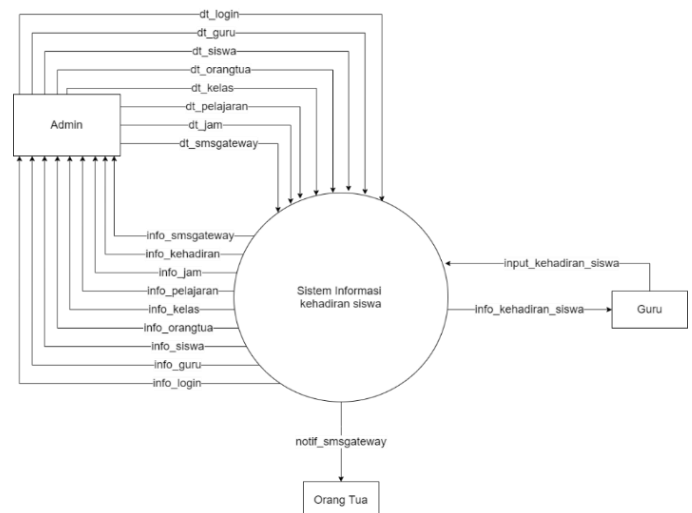 dt_login
dt_guru
dt_siswa
dt_orangtua
dt_kelas
dt_pelajaran
dt_jam
dt_smsgateway
Admin
info_smsgateway
info_kehadiran
info_jam
info_pelajaran
info_kelas
info_orangtua
info_siswa
info_guru
info_login
Sistem Informasi
kehadiran siswa
input_kehadiran_siswa
info_kehadiran_siswa
Guru
notif_smsgateway
Orang Tua